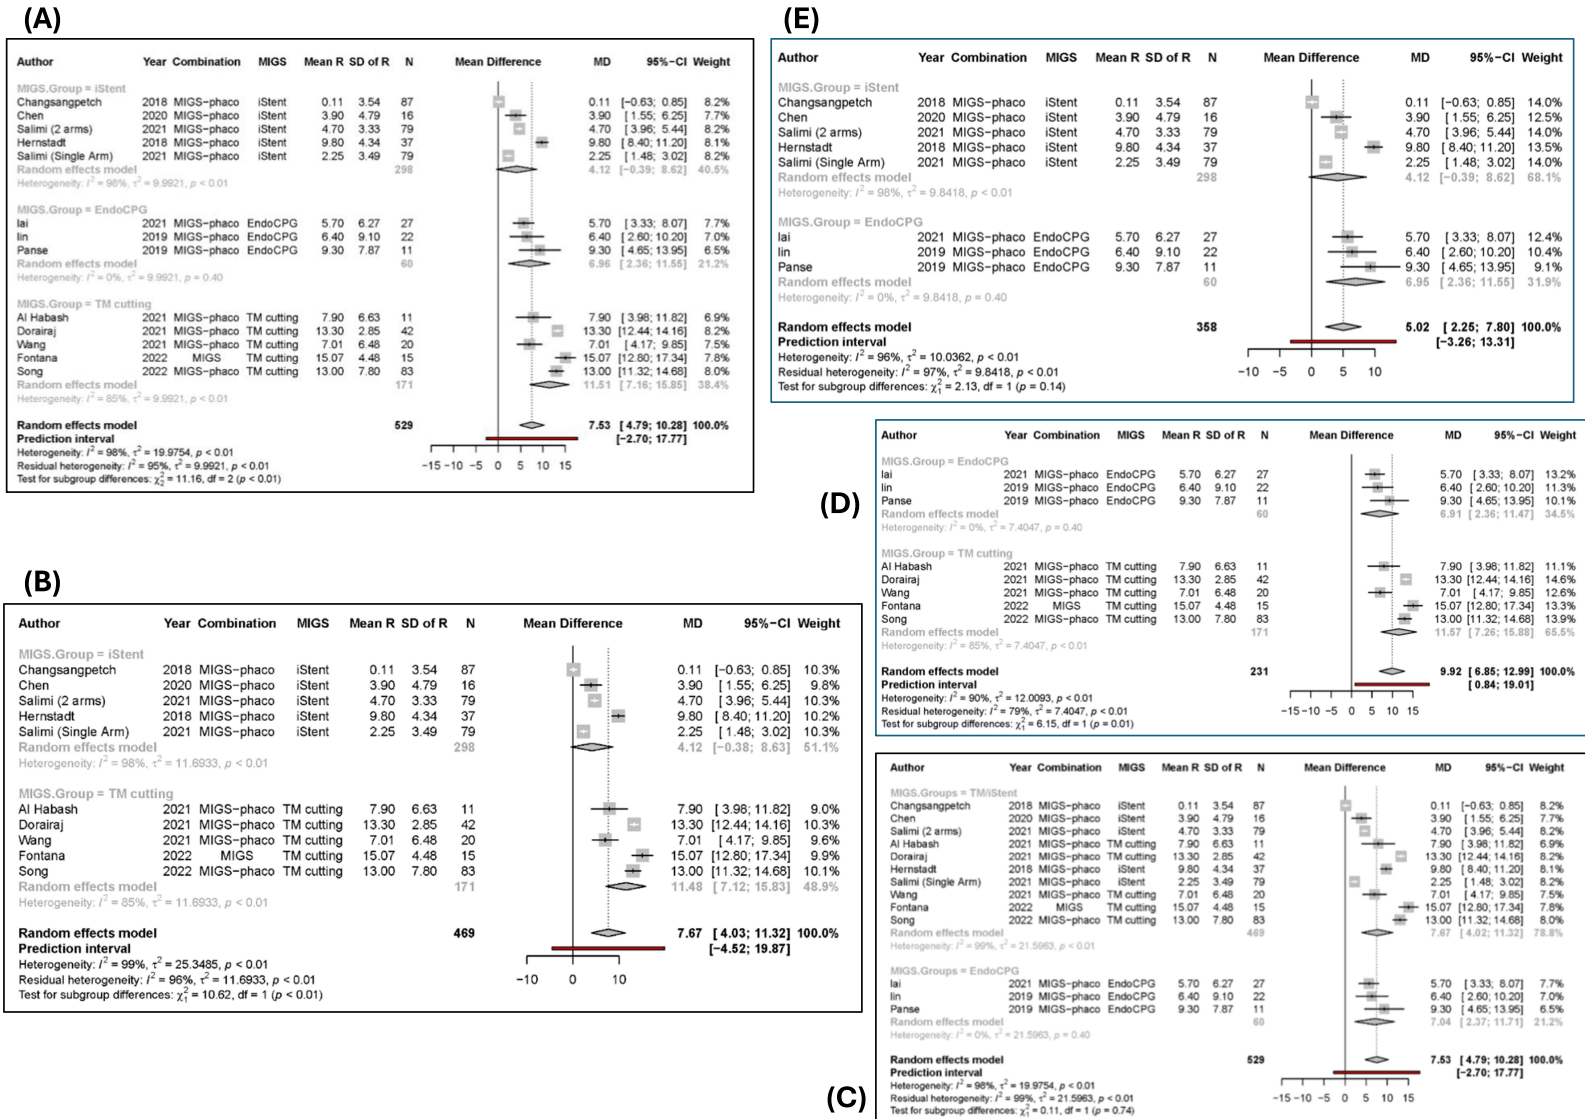 (A)
Author Year Combination MIGS Mean R SD of R N Mean Difference MD 95%−CI Weight
MIGS.Group = iStent
Changsangpetch 2018 MIGS−phaco iStent 0.11 3.54 87 0.11 [−0.63; 0.85] 8.2%
Chen 2020 MIGS−phaco iStent 3.90 4.79 16 3.90 [ 1.55; 6.25] 7.7%
Salimi (2 arms) 2021 MIGS−phaco iStent 4.70 3.33 79 4.70 [ 3.96; 5.44] 8.2%
Hernstadt 2018 MIGS−phaco iStent 9.80 4.34 37 9.80 [ 8.40; 11.20] 8.1%
Salimi (Single Arm) 2021 MIGS−phaco iStent 2.25 3.49 79 2.25 [ 1.48; 3.02] 8.2%
Random effects model 298 4.12 [−0.39; 8.62] 40.5%
Heterogeneity: I² = 98%, τ² = 9.9921, p < 0.01
MIGS.Group = EndoCPG
lai 2021 MIGS−phaco EndoCPG 5.70 6.27 27 5.70 [ 3.33; 8.07] 7.7%
lin 2019 MIGS−phaco EndoCPG 6.40 9.10 22 6.40 [ 2.60; 10.20] 7.0%
Panse 2019 MIGS−phaco EndoCPG 9.30 7.87 11 9.30 [ 4.65; 13.95] 6.5%
Random effects model 60 6.96 [ 2.36; 11.55] 21.2%
Heterogeneity: I² = 0%, τ² = 9.9921, p = 0.40
MIGS.Group = TM cutting
Al Habash 2021 MIGS−phaco TM cutting 7.90 6.63 11 7.90 [ 3.98; 11.82] 6.9%
Dorairaj 2021 MIGS−phaco TM cutting 13.30 2.85 42 13.30 [12.44; 14.16] 8.2%
Wang 2021 MIGS−phaco TM cutting 7.01 6.48 20 7.01 [ 4.17; 9.85] 7.5%
Fontana 2022 MIGS TM cutting 15.07 4.48 15 15.07 [12.80; 17.34] 7.8%
Song 2022 MIGS−phaco TM cutting 13.00 7.80 83 13.00 [11.32; 14.68] 8.0%
Random effects model 171 11.51 [ 7.16; 15.85] 38.4%
Heterogeneity: I² = 85%, τ² = 9.9921, p < 0.01
Random effects model 529 7.53 [ 4.79; 10.28] 100.0%
Prediction interval [−2.70; 17.77]
Heterogeneity: I² = 98%, τ² = 19.9754, p < 0.01
Residual heterogeneity: I² = 95%, τ² = 9.9921, p < 0.01
Test for subgroup differences: χ²₂ = 11.16, df = 2 (p < 0.01)
−15 −10 −5 0 5 10 15
(B)
Author Year Combination MIGS Mean R SD of R N Mean Difference MD 95%−CI Weight
MIGS.Group = iStent
Changsangpetch 2018 MIGS−phaco iStent 0.11 3.54 87 0.11 [−0.63; 0.85] 10.3%
Chen 2020 MIGS−phaco iStent 3.90 4.79 16 3.90 [ 1.55; 6.25] 9.8%
Salimi (2 arms) 2021 MIGS−phaco iStent 4.70 3.33 79 4.70 [ 3.96; 5.44] 10.3%
Hernstadt 2018 MIGS−phaco iStent 9.80 4.34 37 9.80 [ 8.40; 11.20] 10.2%
Salimi (Single Arm) 2021 MIGS−phaco iStent 2.25 3.49 79 2.25 [ 1.48; 3.02] 10.3%
Random effects model 298 4.12 [−0.38; 8.63] 51.1%
Heterogeneity: I² = 98%, τ² = 11.6933, p < 0.01
MIGS.Group = TM cutting
Al Habash 2021 MIGS−phaco TM cutting 7.90 6.63 11 7.90 [ 3.98; 11.82] 9.0%
Dorairaj 2021 MIGS−phaco TM cutting 13.30 2.85 42 13.30 [12.44; 14.16] 10.3%
Wang 2021 MIGS−phaco TM cutting 7.01 6.48 20 7.01 [ 4.17; 9.85] 9.6%
Fontana 2022 MIGS TM cutting 15.07 4.48 15 15.07 [12.80; 17.34] 9.9%
Song 2022 MIGS−phaco TM cutting 13.00 7.80 83 13.00 [11.32; 14.68] 10.1%
Random effects model 171 11.48 [ 7.12; 15.83] 48.9%
Heterogeneity: I² = 85%, τ² = 11.6933, p < 0.01
Random effects model 469 7.67 [ 4.03; 11.32] 100.0%
Prediction interval [−4.52; 19.87]
Heterogeneity: I² = 99%, τ² = 25.3485, p < 0.01
Residual heterogeneity: I² = 96%, τ² = 11.6933, p < 0.01
Test for subgroup differences: χ²₁ = 10.62, df = 1 (p < 0.01)
−10 0 10
(E)
Author Year Combination MIGS Mean R SD of R N Mean Difference MD 95%−CI Weight
MIGS.Group = iStent
Changsangpetch 2018 MIGS−phaco iStent 0.11 3.54 87 0.11 [−0.63; 0.85] 14.0%
Chen 2020 MIGS−phaco iStent 3.90 4.79 16 3.90 [ 1.55; 6.25] 12.5%
Salimi (2 arms) 2021 MIGS−phaco iStent 4.70 3.33 79 4.70 [ 3.96; 5.44] 14.0%
Hernstadt 2018 MIGS−phaco iStent 9.80 4.34 37 9.80 [ 8.40; 11.20] 13.5%
Salimi (Single Arm) 2021 MIGS−phaco iStent 2.25 3.49 79 2.25 [ 1.48; 3.02] 14.0%
Random effects model 298 4.12 [−0.39; 8.62] 68.1%
Heterogeneity: I² = 98%, τ² = 9.8418, p < 0.01
MIGS.Group = EndoCPG
lai 2021 MIGS−phaco EndoCPG 5.70 6.27 27 5.70 [ 3.33; 8.07] 12.4%
lin 2019 MIGS−phaco EndoCPG 6.40 9.10 22 6.40 [ 2.60; 10.20] 10.4%
Panse 2019 MIGS−phaco EndoCPG 9.30 7.87 11 9.30 [ 4.65; 13.95] 9.1%
Random effects model 60 6.95 [ 2.36; 11.55] 31.9%
Heterogeneity: I² = 0%, τ² = 9.8418, p = 0.40
Random effects model 358 5.02 [ 2.25; 7.80] 100.0%
Prediction interval [−3.26; 13.31]
Heterogeneity: I² = 96%, τ² = 10.0362, p < 0.01
Residual heterogeneity: I² = 97%, τ² = 9.8418, p < 0.01
Test for subgroup differences: χ²₁ = 2.13, df = 1 (p = 0.14)
−10 −5 0 5 10
(D)
Author Year Combination MIGS Mean R SD of R N Mean Difference MD 95%−CI Weight
MIGS.Group = EndoCPG
lai 2021 MIGS−phaco EndoCPG 5.70 6.27 27 5.70 [ 3.33; 8.07] 13.2%
lin 2019 MIGS−phaco EndoCPG 6.40 9.10 22 6.40 [ 2.60; 10.20] 11.3%
Panse 2019 MIGS−phaco EndoCPG 9.30 7.87 11 9.30 [ 4.65; 13.95] 10.1%
Random effects model 60 6.91 [ 2.36; 11.47] 34.5%
Heterogeneity: I² = 0%, τ² = 7.4047, p = 0.40
MIGS.Group = TM cutting
Al Habash 2021 MIGS−phaco TM cutting 7.90 6.63 11 7.90 [ 3.98; 11.82] 11.1%
Dorairaj 2021 MIGS−phaco TM cutting 13.30 2.85 42 13.30 [12.44; 14.16] 14.6%
Wang 2021 MIGS−phaco TM cutting 7.01 6.48 20 7.01 [ 4.17; 9.85] 12.6%
Fontana 2022 MIGS TM cutting 15.07 4.48 15 15.07 [12.80; 17.34] 13.3%
Song 2022 MIGS−phaco TM cutting 13.00 7.80 83 13.00 [11.32; 14.68] 13.9%
Random effects model 171 11.57 [ 7.26; 15.88] 65.5%
Heterogeneity: I² = 85%, τ² = 7.4047, p < 0.01
Random effects model 231 9.92 [ 6.85; 12.99] 100.0%
Prediction interval [ 0.84; 19.01]
Heterogeneity: I² = 90%, τ² = 12.0093, p < 0.01
Residual heterogeneity: I² = 79%, τ² = 7.4047, p < 0.01
Test for subgroup differences: χ²₁ = 6.15, df = 1 (p = 0.01)
−15 −10 −5 0 5 10 15
(C)
Author Year Combination MIGS Mean R SD of R N Mean Difference MD 95%−CI Weight
MIGS.Groups = TM/iStent
Changsangpetch 2018 MIGS−phaco iStent 0.11 3.54 87 0.11 [−0.63; 0.85] 8.2%
Chen 2020 MIGS−phaco iStent 3.90 4.79 16 3.90 [ 1.55; 6.25] 7.7%
Salimi (2 arms) 2021 MIGS−phaco iStent 4.70 3.33 79 4.70 [ 3.96; 5.44] 8.2%
Al Habash 2021 MIGS−phaco TM cutting 7.90 6.63 11 7.90 [ 3.98; 11.82] 6.9%
Dorairaj 2021 MIGS−phaco TM cutting 13.30 2.85 42 13.30 [12.44; 14.16] 8.2%
Hernstadt 2018 MIGS−phaco iStent 9.80 4.34 37 9.80 [ 8.40; 11.20] 8.1%
Salimi (Single Arm) 2021 MIGS−phaco iStent 2.25 3.49 79 2.25 [ 1.48; 3.02] 8.2%
Wang 2021 MIGS−phaco TM cutting 7.01 6.48 20 7.01 [ 4.17; 9.85] 7.5%
Fontana 2022 MIGS TM cutting 15.07 4.48 15 15.07 [12.80; 17.34] 7.8%
Song 2022 MIGS−phaco TM cutting 13.00 7.80 83 13.00 [11.32; 14.68] 8.0%
Random effects model 469 7.67 [ 4.02; 11.32] 78.8%
Heterogeneity: I² = 99%, τ² = 21.5963, p < 0.01
MIGS.Groups = EndoCPG
lai 2021 MIGS−phaco EndoCPG 5.70 6.27 27 5.70 [ 3.33; 8.07] 7.7%
lin 2019 MIGS−phaco EndoCPG 6.40 9.10 22 6.40 [ 2.60; 10.20] 7.0%
Panse 2019 MIGS−phaco EndoCPG 9.30 7.87 11 9.30 [ 4.65; 13.95] 6.5%
Random effects model 60 7.04 [ 2.37; 11.71] 21.2%
Heterogeneity: I² = 0%, τ² = 21.5963, p = 0.40
Random effects model 529 7.53 [ 4.79; 10.28] 100.0%
Prediction interval [−2.70; 17.77]
Heterogeneity: I² = 98%, τ² = 19.9754, p < 0.01
Residual heterogeneity: I² = 99%, τ² = 21.5963, p < 0.01
Test for subgroup differences: χ²₁ = 0.11, df = 1 (p = 0.74)
−15 −10 −5 0 5 10 15